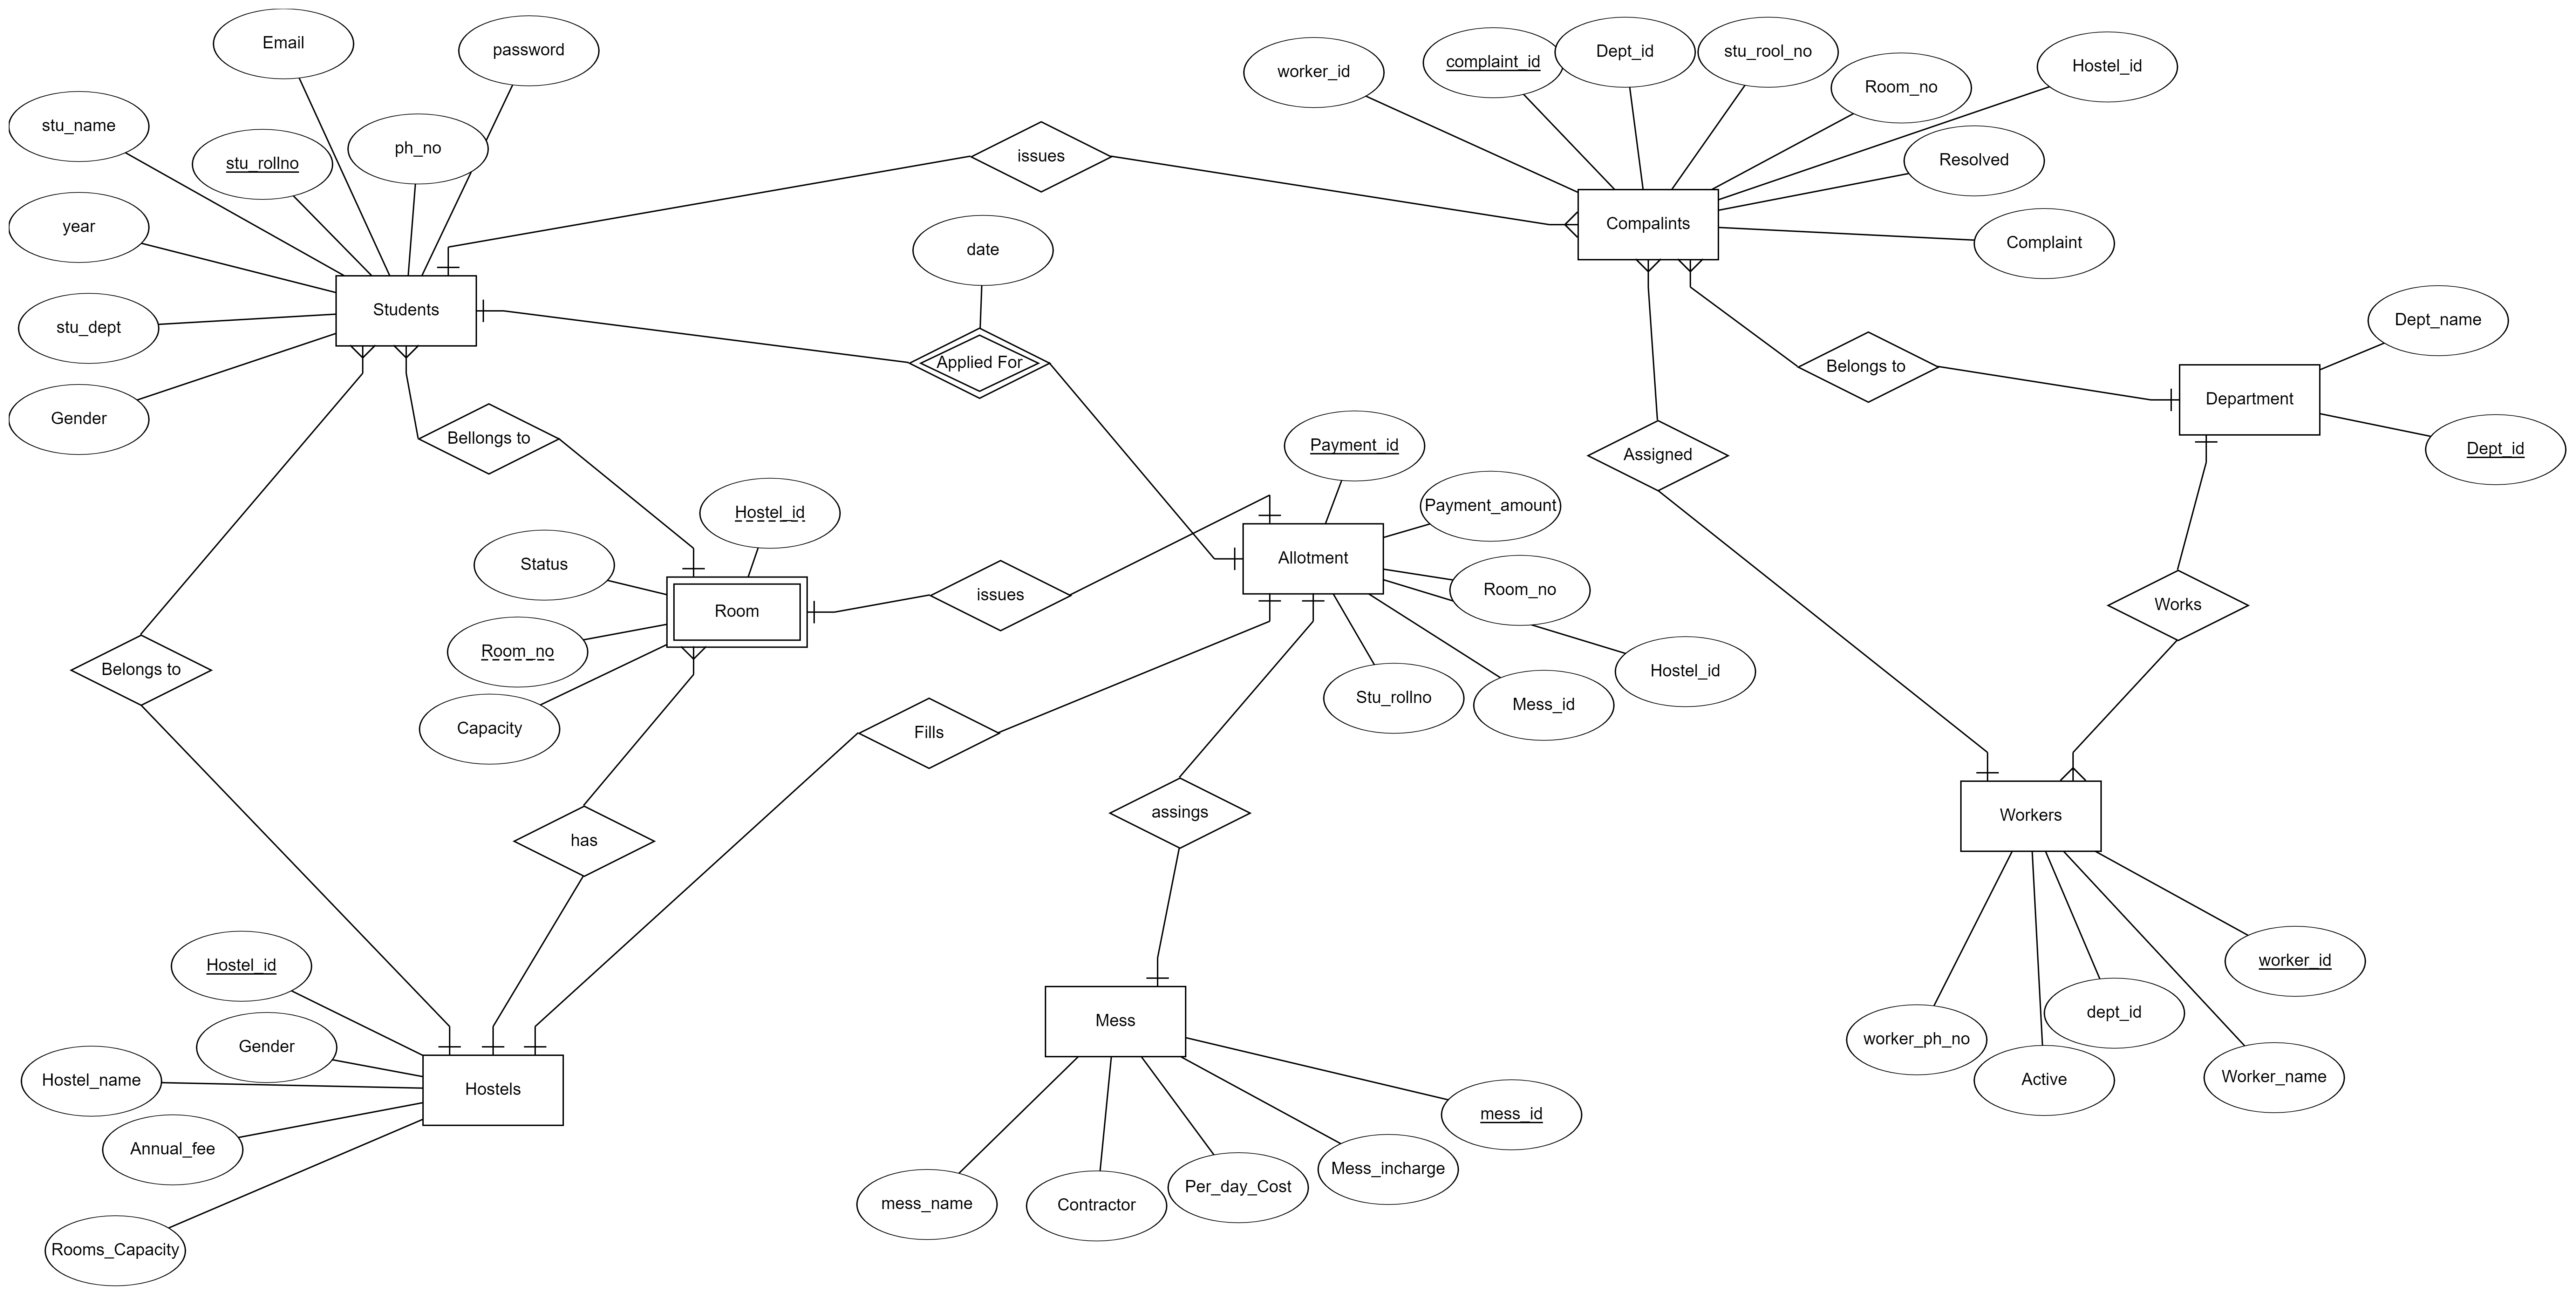 Email
password
stu_name
stu_rollno
ph_no
year
stu_dept
Gender
Students
issues
worker_id
complaint_id
Dept_id
stu_rool_no
Room_no
Hostel_id
Resolved
Complaint
Compalints
date
Applied For
Belongs to
Department
Dept_name
Dept_id
Bellongs to
Assigned
Payment_id
Payment_amount
Room_no
Hostel_id
Mess_id
Stu_rollno
Allotment
Hostel_id
Status
Room
Room_no
Capacity
issues
Works
Belongs to
Fills
has
assings
Workers
worker_id
dept_id
worker_ph_no
Active
Worker_name
Hostel_id
Gender
Hostel_name
Annual_fee
Rooms_Capacity
Hostels
Mess
mess_id
Mess_incharge
Per_day_Cost
Contractor
mess_name